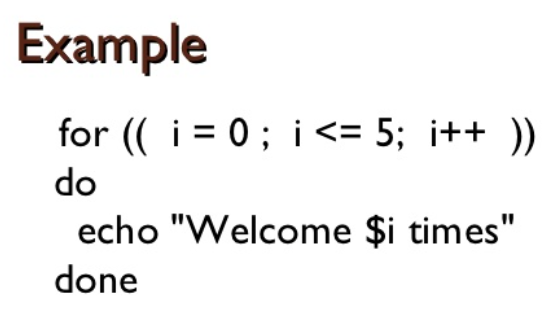 Example
for (( i = 0 ; i <= 5; i++ ))
do
echo "Welcome $i times"
done